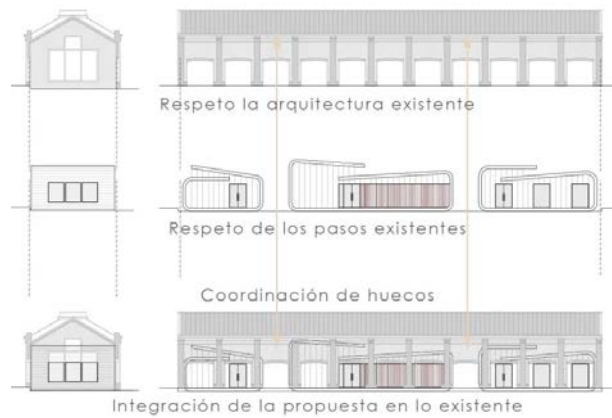 Respeto la arquitectura existente
Respeto de los pasos existentes
Coordinación de huecos
Integración de la propuesta en lo existente